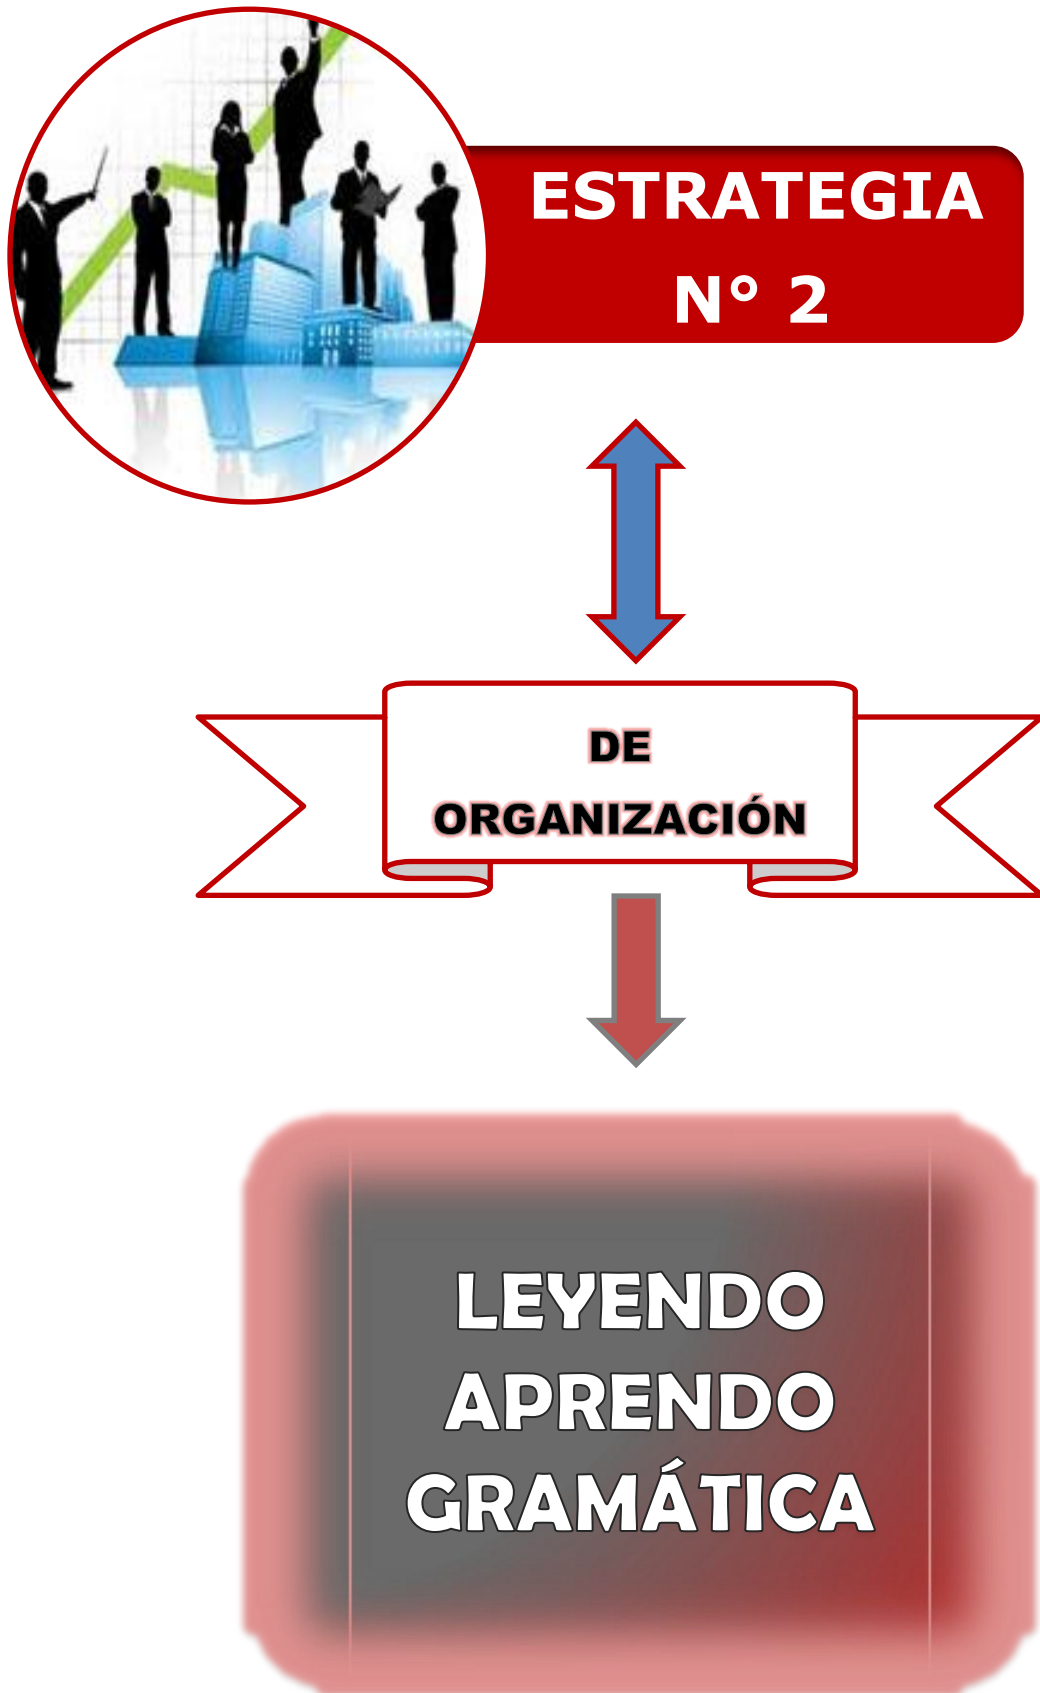 ESTRATEGIA
N° 2
DE
ORGANIZACIÓN
LEYENDO
APRENDO
GRAMÁTICA